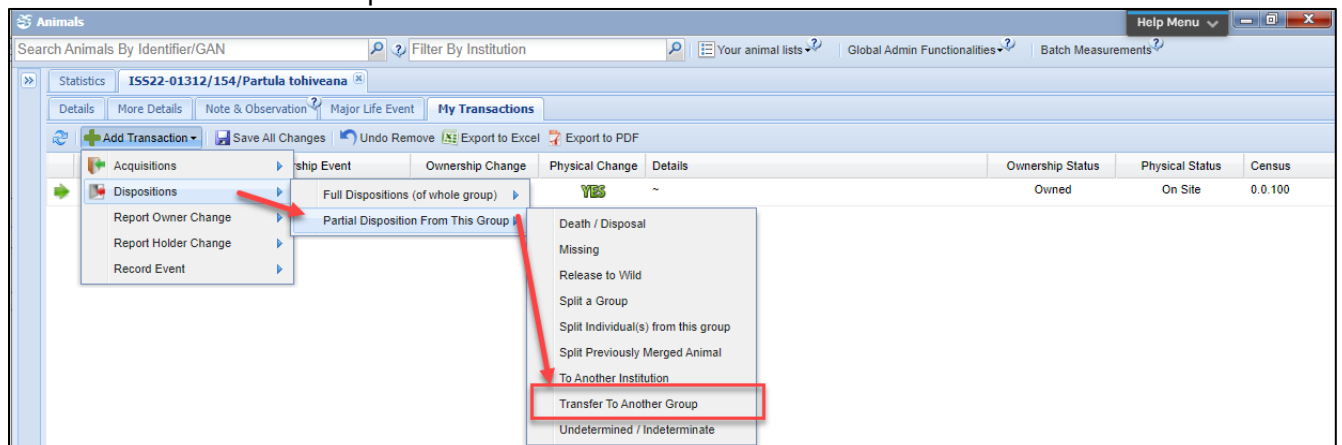 Animals Help Menu
Search Animals By Identifier/GAN Filter By Institution Your animal lists Global Admin Functionalities Batch Measurements
Statistics ISS22-01312/154/Partula tohiveana
Details More Details Note & Observation Major Life Event My Transactions
Add Transaction Save All Changes Undo Remove Export to Excel Export to PDF
Acquisitions rship Event Ownership Change Physical Change Details Ownership Status Physical Status Census
Dispositions Full Dispositions (of whole group) YES ~ Owned On Site 0.0.100
Report Owner Change Partial Disposition From This Group Death / Disposal
Report Holder Change Missing
Record Event Release to Wild
Split a Group
Split Individual(s) from this group
Split Previously Merged Animal
To Another Institution
Transfer To Another Group
Undetermined / Indeterminate